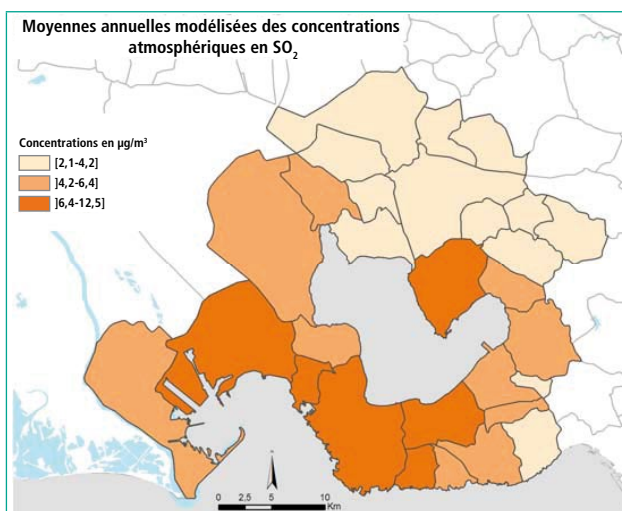 Moyennes annuelles modélisées des concentrations
atmosphériques en SO2
Concentrations en µg/m³
[2,1-4,2]
]4,2-6,4]
]6,4-12,5]
0 2,5 5 10
Km